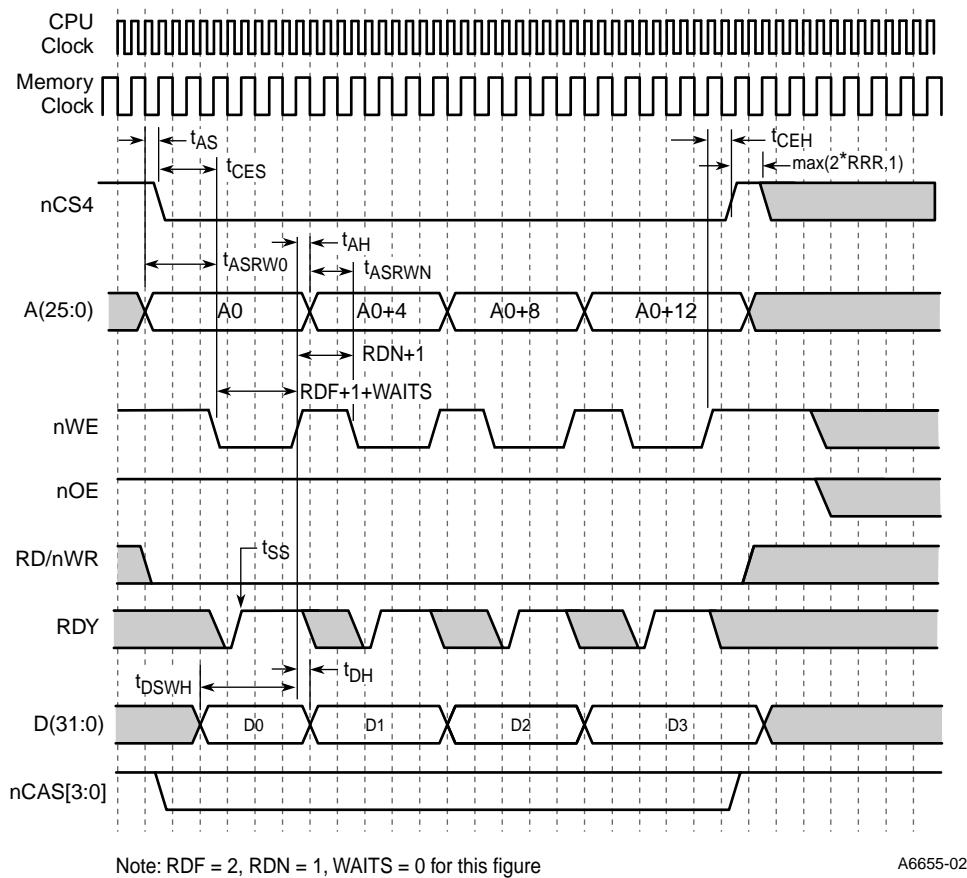 CPU
Clock
Memory
Clock
tAS
tCEH
tCES
max(2*RRR,1)
nCS4
tAH
tASRW0
tASRWN
A(25:0)
A0
A0+4
A0+8
A0+12
RDN+1
RDF+1+WAITS
nWE
nOE
tSS
RD/nWR
RDY
tDSWH
tDH
D(31:0)
D0
D1
D2
D3
nCAS[3:0]
Note: RDF = 2, RDN = 1, WAITS = 0 for this figure
A6655-02